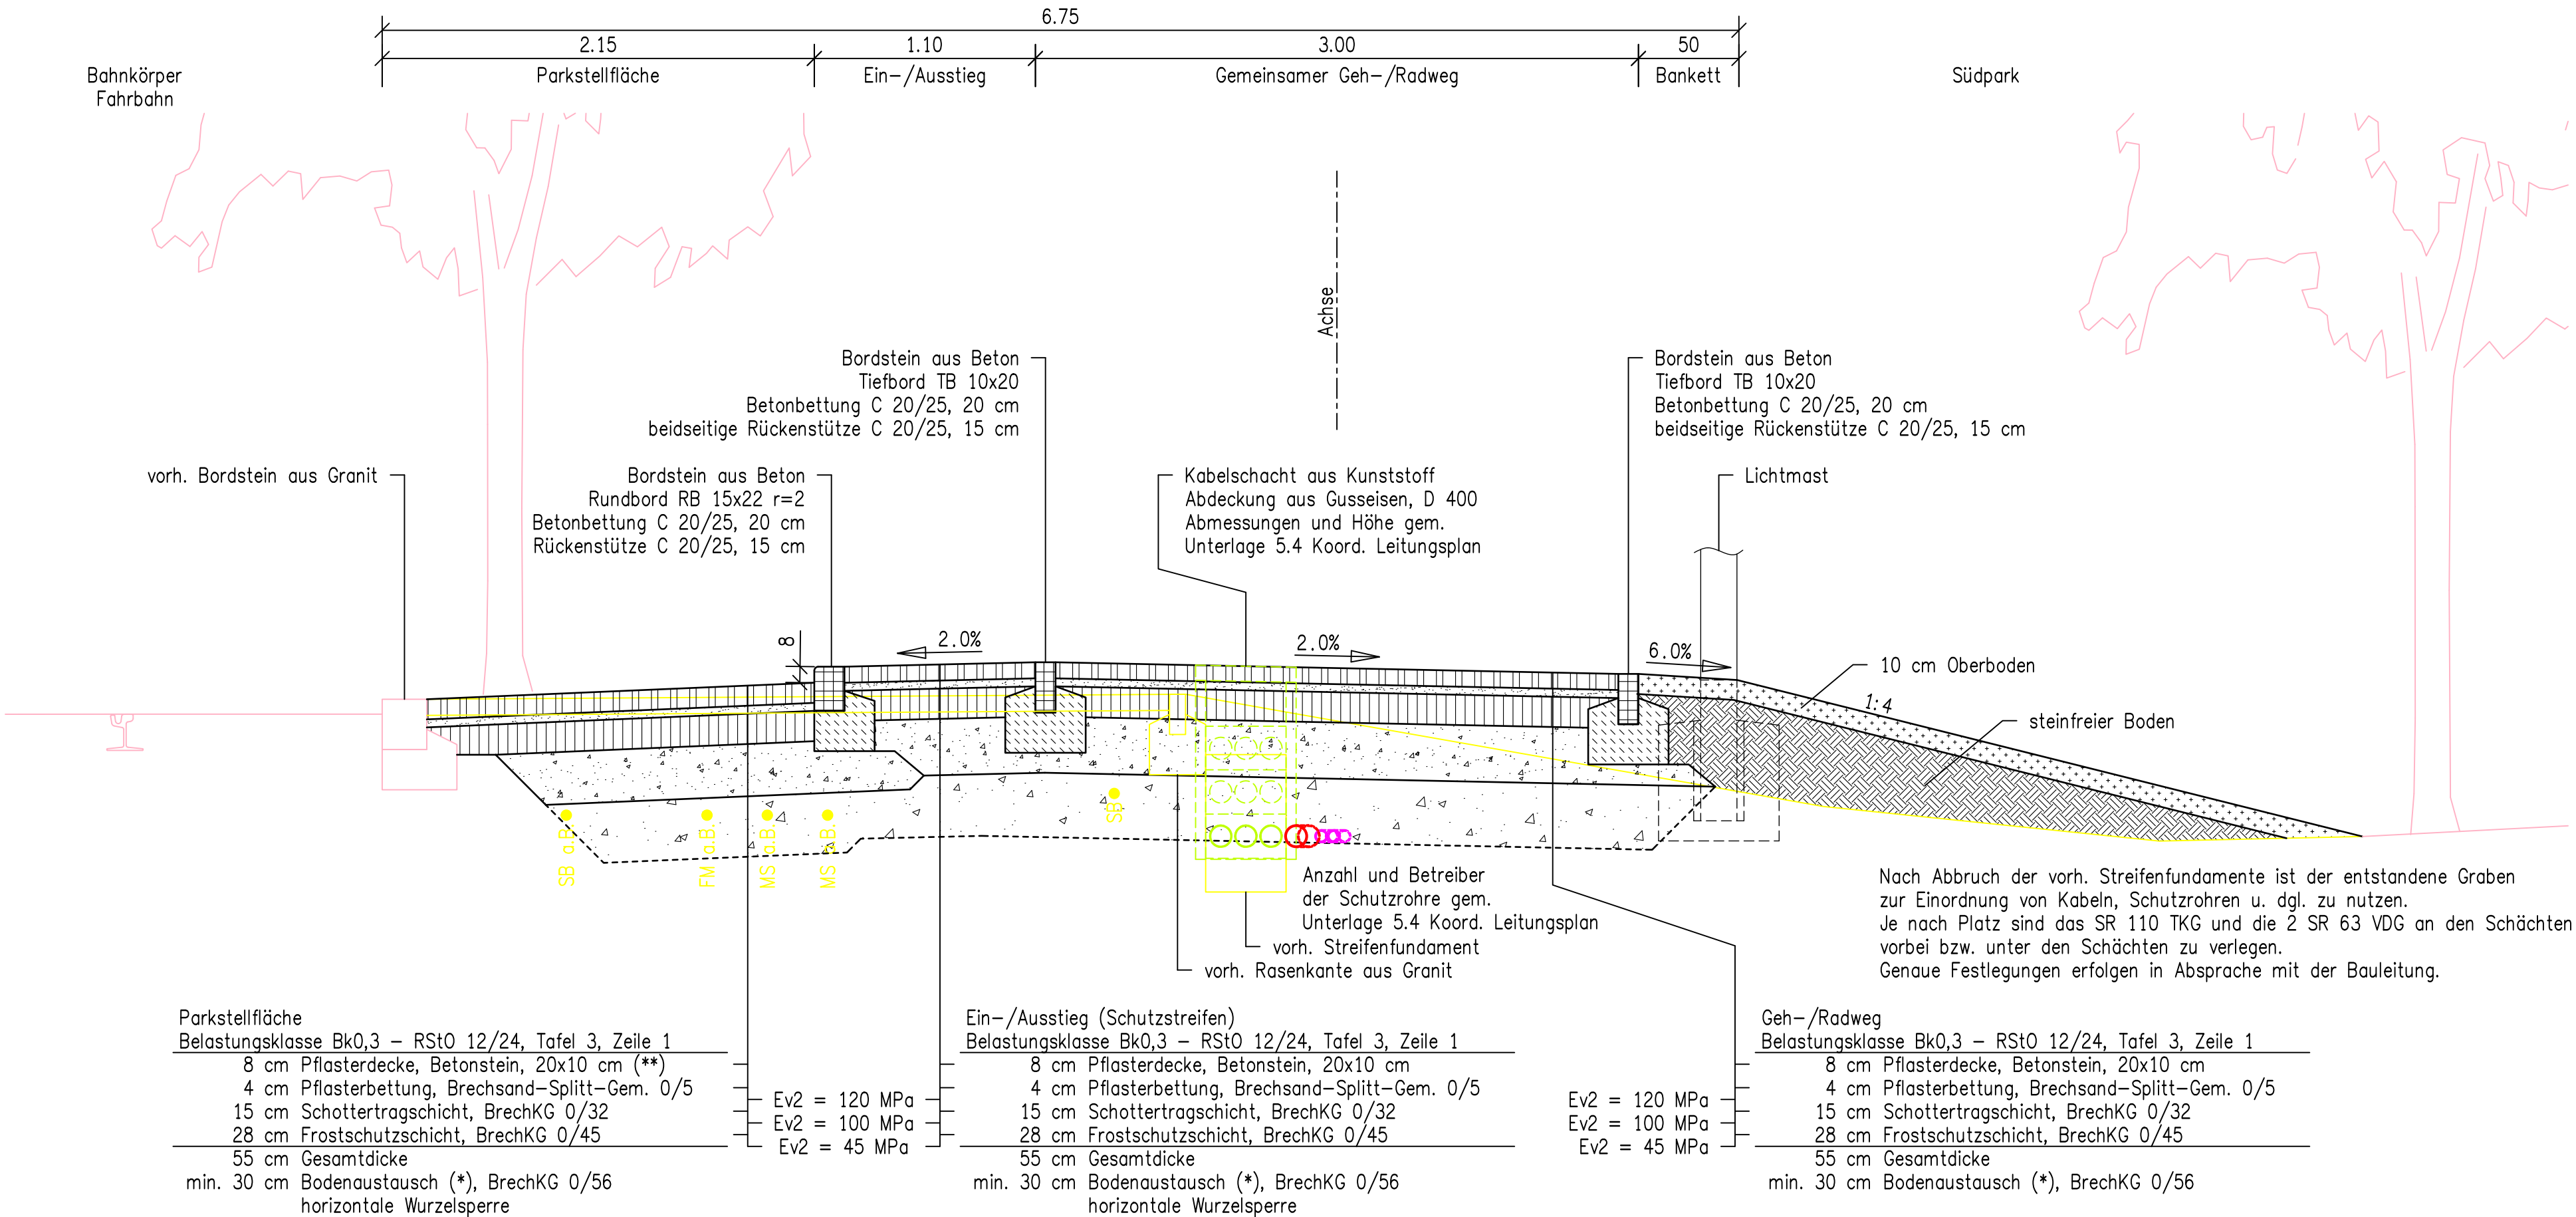 6.75
2.15
1.10
3.00
50
Bahnkörper
Fahrbahn
Parkstellfläche
Ein-/Ausstieg
Gemeinsamer Geh-/Radweg
Bankett
Südpark
Achse
Bordstein aus Beton
Tiefbord TB 10x20
Betonbettung C 20/25, 20 cm
beidseitige Rückenstütze C 20/25, 15 cm
Bordstein aus Beton
Tiefbord TB 10x20
Betonbettung C 20/25, 20 cm
beidseitige Rückenstütze C 20/25, 15 cm
vorh. Bordstein aus Granit
Bordstein aus Beton
Rundbord RB 15x22 r=2
Betonbettung C 20/25, 20 cm
Rückenstütze C 20/25, 15 cm
Kabelschacht aus Kunststoff
Abdeckung aus Gusseisen, D 400
Abmessungen und Höhe gem.
Unterlage 5.4 Koord. Leitungsplan
Lichtmast
8
2.0%
2.0%
6.0%
10 cm Oberboden
1:4
steinfreier Boden
SB a.B.
FM a.B.
MS a.B.
MS a.B.
SB
Anzahl und Betreiber
der Schutzrohre gem.
Unterlage 5.4 Koord. Leitungsplan
vorh. Streifenfundament
vorh. Rasenkante aus Granit
Nach Abbruch der vorh. Streifenfundamente ist der entstandene Graben
zur Einordnung von Kabeln, Schutzrohren u. dgl. zu nutzen.
Je nach Platz sind das SR 110 TKG und die 2 SR 63 VDG an den Schächten
vorbei bzw. unter den Schächten zu verlegen.
Genaue Festlegungen erfolgen in Absprache mit der Bauleitung.
Parkstellfläche
Belastungsklasse Bk0,3 - RStO 12/24, Tafel 3, Zeile 1
8 cm Pflasterdecke, Betonstein, 20x10 cm (**)
4 cm Pflasterbettung, Brechsand-Splitt-Gem. 0/5
15 cm Schottertragschicht, BrechKG 0/32
28 cm Frostschutzschicht, BrechKG 0/45
55 cm Gesamtdicke
min. 30 cm Bodenaustausch (*), BrechKG 0/56
horizontale Wurzelsperre
Ev2 = 120 MPa
Ev2 = 100 MPa
Ev2 = 45 MPa
Ein-/Ausstieg (Schutzstreifen)
Belastungsklasse Bk0,3 - RStO 12/24, Tafel 3, Zeile 1
8 cm Pflasterdecke, Betonstein, 20x10 cm
4 cm Pflasterbettung, Brechsand-Splitt-Gem. 0/5
15 cm Schottertragschicht, BrechKG 0/32
28 cm Frostschutzschicht, BrechKG 0/45
55 cm Gesamtdicke
min. 30 cm Bodenaustausch (*), BrechKG 0/56
horizontale Wurzelsperre
Ev2 = 120 MPa
Ev2 = 100 MPa
Ev2 = 45 MPa
Geh-/Radweg
Belastungsklasse Bk0,3 - RStO 12/24, Tafel 3, Zeile 1
8 cm Pflasterdecke, Betonstein, 20x10 cm
4 cm Pflasterbettung, Brechsand-Splitt-Gem. 0/5
15 cm Schottertragschicht, BrechKG 0/32
28 cm Frostschutzschicht, BrechKG 0/45
55 cm Gesamtdicke
min. 30 cm Bodenaustausch (*), BrechKG 0/56